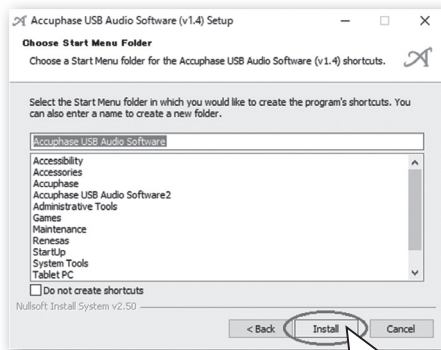 Accuphase USB Audio Software (v1.4) Setup
Choose Start Menu Folder
Choose a Start Menu folder for the Accuphase USB Audio Software (v1.4) shortcuts.
Select the Start Menu folder in which you would like to create the program's shortcuts. You
can also enter a name to create a new folder.
Accuphase USB Audio Software
Accessibility
Accessories
Accuphase
Accuphase USB Audio Software2
Administrative Tools
Games
Maintenance
Renesas
StartUp
System Tools
Tablet PC
Do not create shortcuts
Nullsoft Install System v2.50
< Back Install Cancel